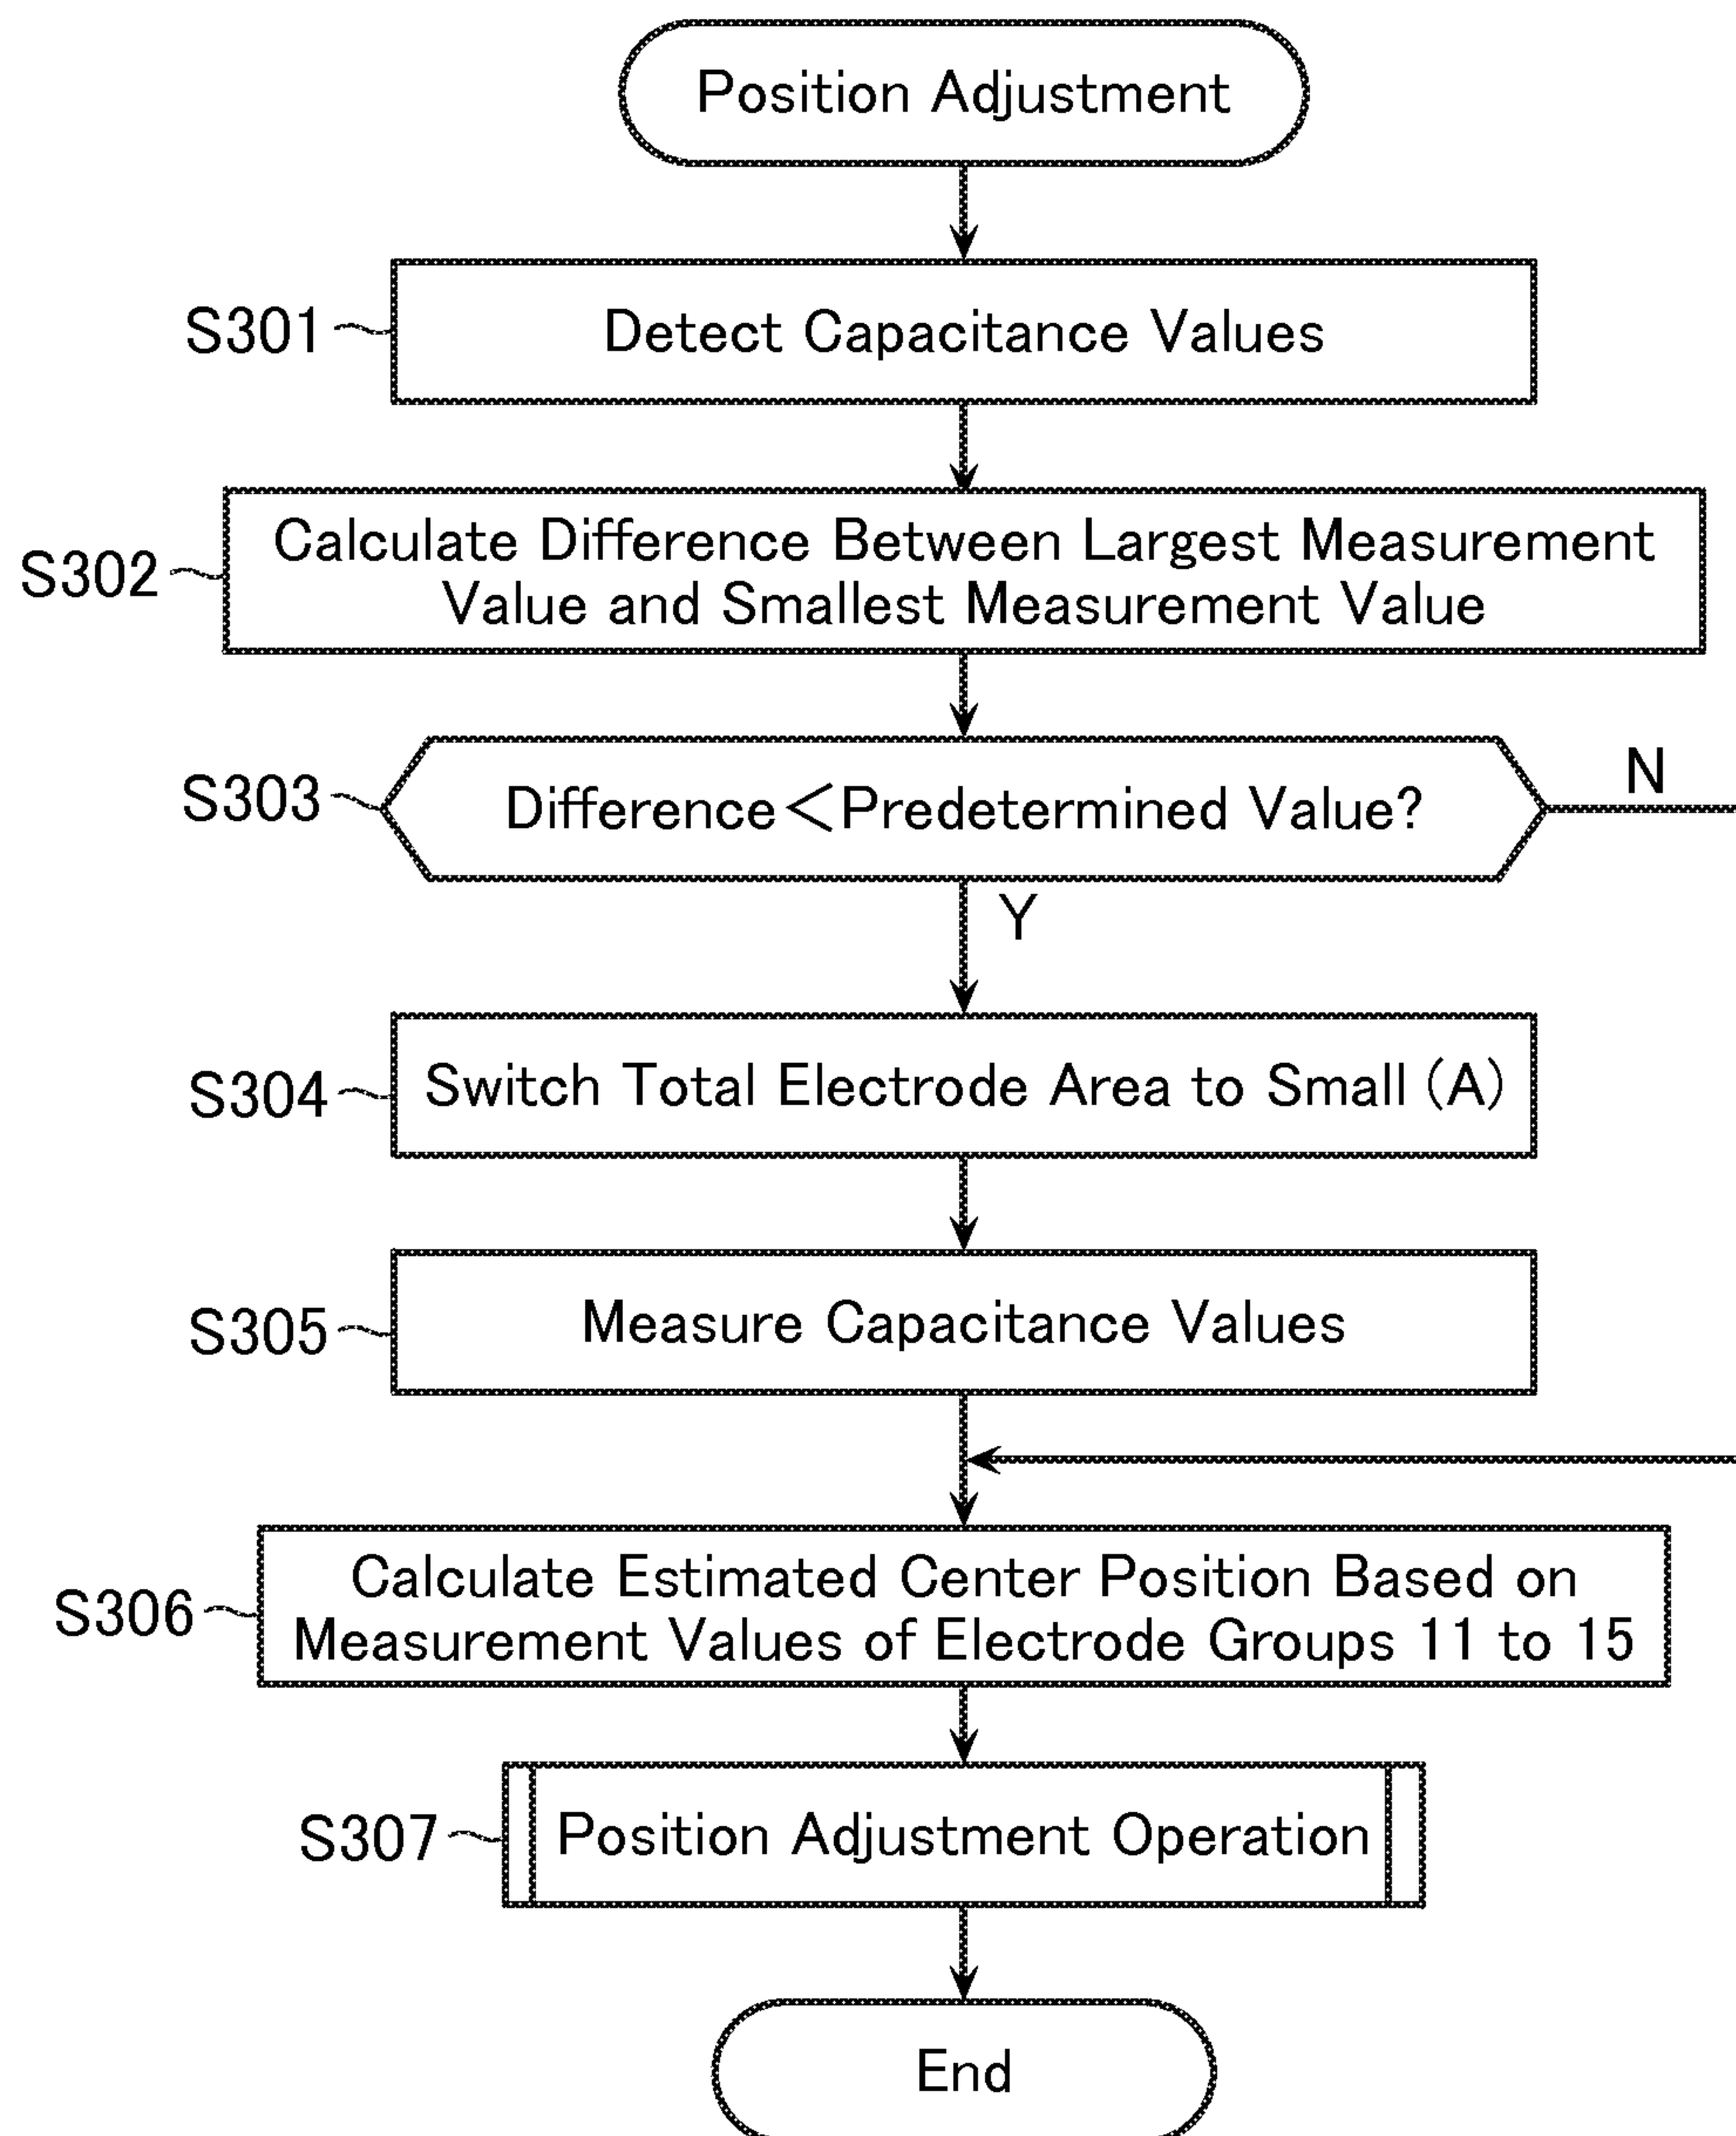 Position Adjustment
S301
Detect Capacitance Values
S302
Calculate Difference Between Largest Measurement
Value and Smallest Measurement Value
S303
Difference<Predetermined Value?
N
Y
S304
Switch Total Electrode Area to Small (A)
S305
Measure Capacitance Values
S306
Calculate Estimated Center Position Based on
Measurement Values of Electrode Groups 11 to 15
S307
Position Adjustment Operation
End